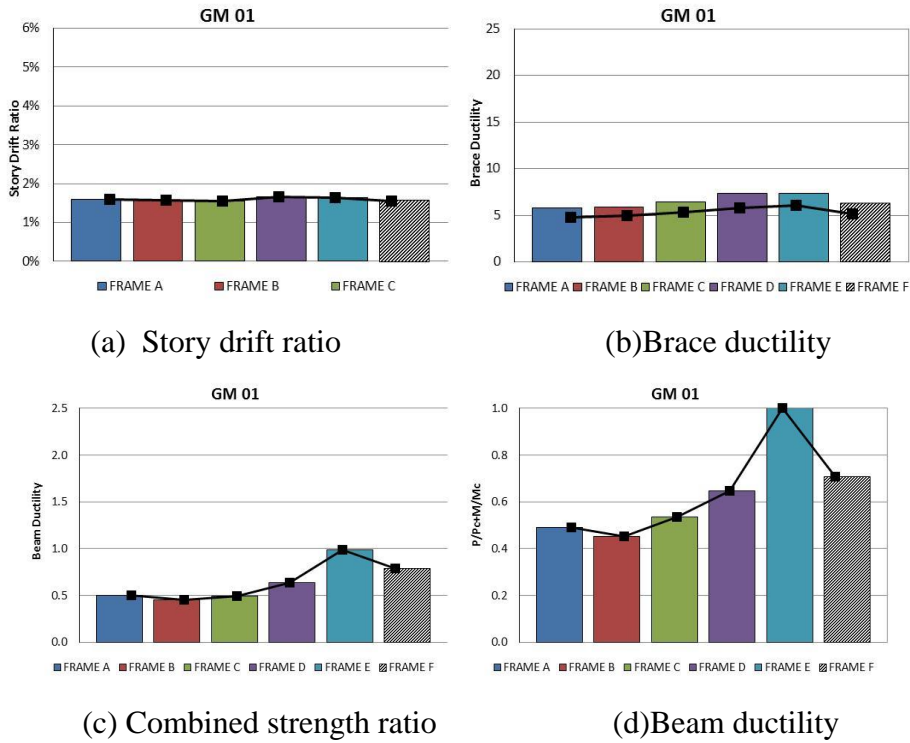 GM 01
6%
5%
4%
3%
2%
1%
0%
Story Drift Ratio
FRAME A FRAME B FRAME C
(a) Story drift ratio
GM 01
25
20
15
10
5
0
Brace Ductility
FRAME A FRAME B FRAME C FRAME D FRAME E FRAME F
(b)Brace ductility
GM 01
2.5
2.0
1.5
1.0
0.5
0.0
Beam Ductility
FRAME A FRAME B FRAME C FRAME D FRAME E FRAME F
(c) Combined strength ratio
GM 01
1.0
0.8
0.6
0.4
0.2
0.0
P/Pc+M/Mc
FRAME A FRAME B FRAME C FRAME D FRAME E FRAME F
(d)Beam ductility